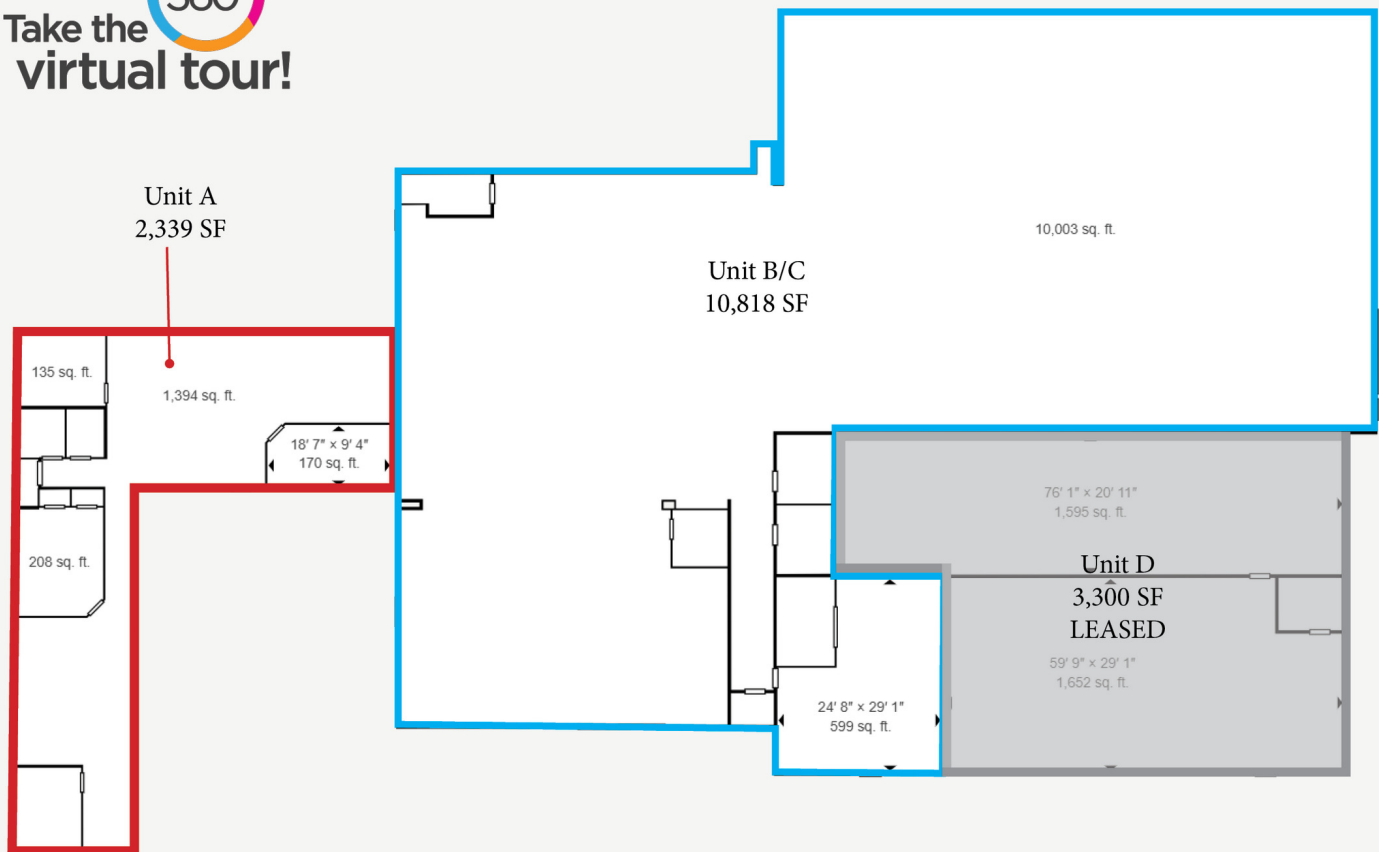 360
Take the
virtual tour!
Unit A
2,339 SF
10,003 sq. ft.
Unit B/C
10,818 SF
135 sq. ft.
1,394 sq. ft.
18' 7" × 9' 4"
170 sq. ft.
208 sq. ft.
76' 1" × 20' 11"
1,595 sq. ft.
Unit D
3,300 SF
LEASED
59' 9" × 29' 1"
1,652 sq. ft.
24' 8" × 29' 1"
599 sq. ft.